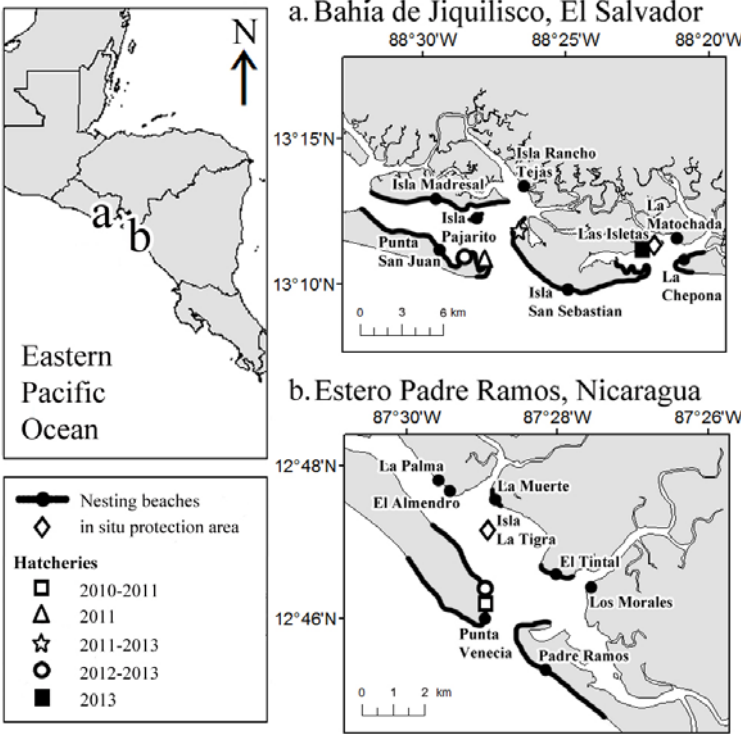 N
a
b
Eastern
Pacific
Ocean
Nesting beaches
in situ protection area
Hatcheries
2010-2011
2011
2011-2013
2012-2013
2013
a. Bahía de Jiquilisco, El Salvador
88°30'W 88°25'W 88°20'W
13°15'N
13°10'N
Isla Rancho
Tejas
Isla Madresal
Isla
Pajarito
La
Matochada
Las Isletas
Punta
San Juan
La
Chepona
Isla
San Sebastian
0 3 6 km
b. Estero Padre Ramos, Nicaragua
87°30'W 87°28'W 87°26'W
12°48'N
12°46'N
La Palma
El Almendro
La Muerte
Isla
La Tigra
El Tintal
Los Morales
Punta
Venecia
Padre Ramos
0 1 2 km